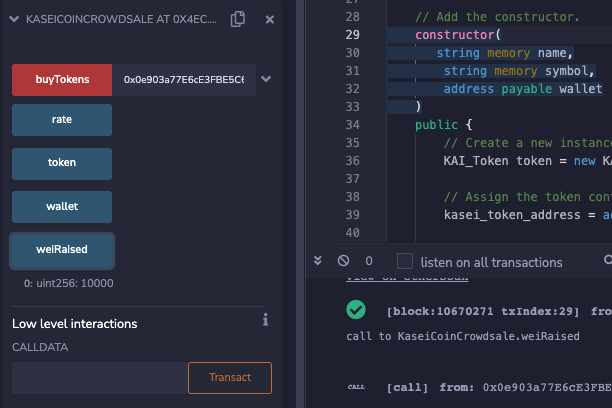 KASEICOINCROWDSALE AT 0X4EC...
buyTokens
0x0e903a77E6cE3FBE5C6
rate
token
wallet
weiRaised
0: uint256: 10000
Low level interactions
i
CALLDATA
Transact
28 // Add the constructor.
29 constructor(
30 string memory name,
31 string memory symbol,
32 address payable wallet
33 )
34 public {
35 // Create a new instanc
36 KAI_Token token = new KA
37
38 // Assign the token con
39 kasei_token_address = a
40
0 listen on all transactions
view on etherscan
[block:10670271 txIndex:29] fro
call to KaseiCoinCrowdsale.weiRaised
CALL [call] from: 0x0e903a77E6cE3FBE